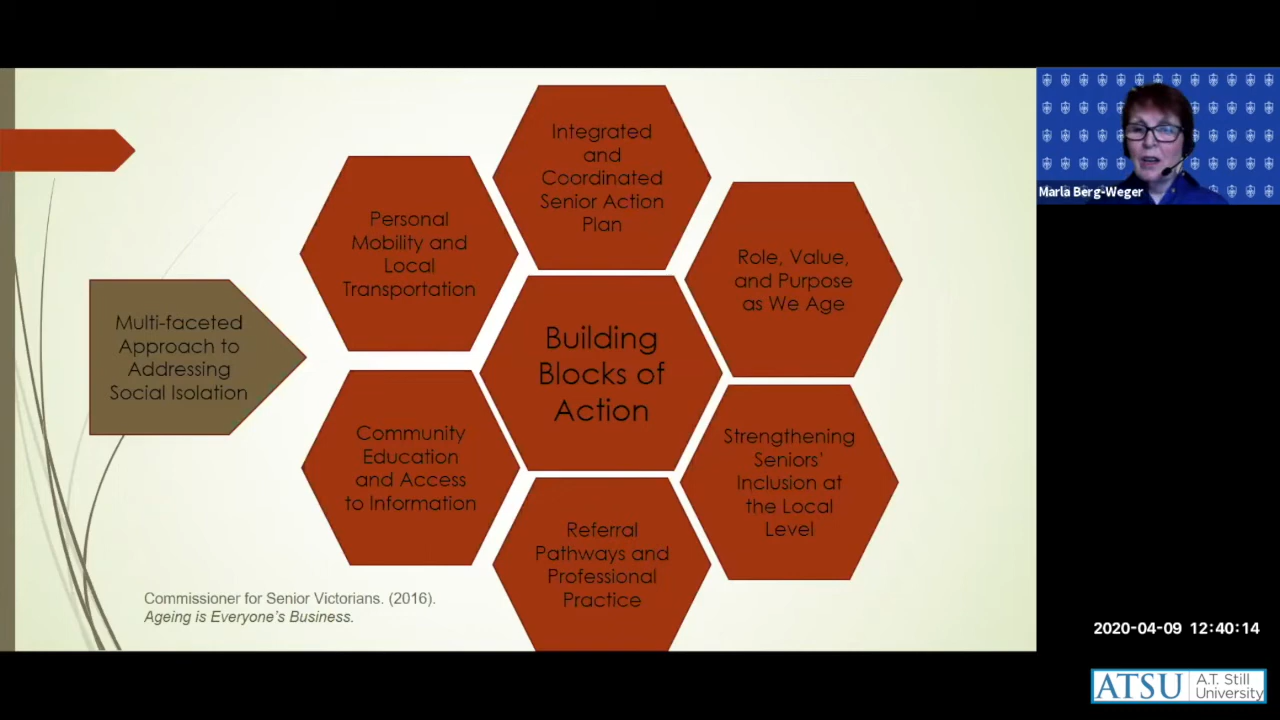 Integrated
and
Coordinated
Senior Action
Plan
Personal
Mobility and
Local
Transportation
Role, Value,
and Purpose
as We Age
Multi-faceted
Approach to
Addressing
Social Isolation
Building
Blocks of
Action
Community
Education
and Access
to Information
Strengthening
Seniors'
Inclusion at
the Local
Level
Referral
Pathways and
Professional
Practice
Commissioner for Senior Victorians. (2016).
Ageing is Everyone's Business.
Marla Berg-Weger
2020-04-09 12:40:14
ATSU
A.T. Still
University